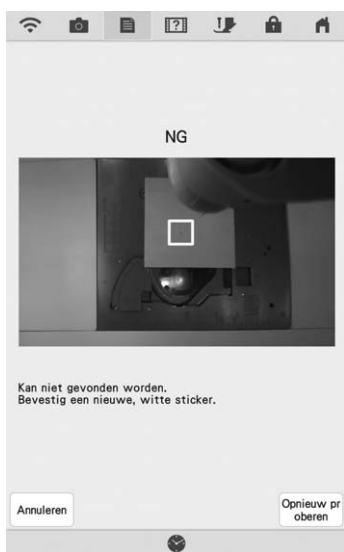 NG
Kan niet gevonden worden.
Bevestig een nieuwe, witte sticker.
Annuleren
Opnieuw pr
oberen